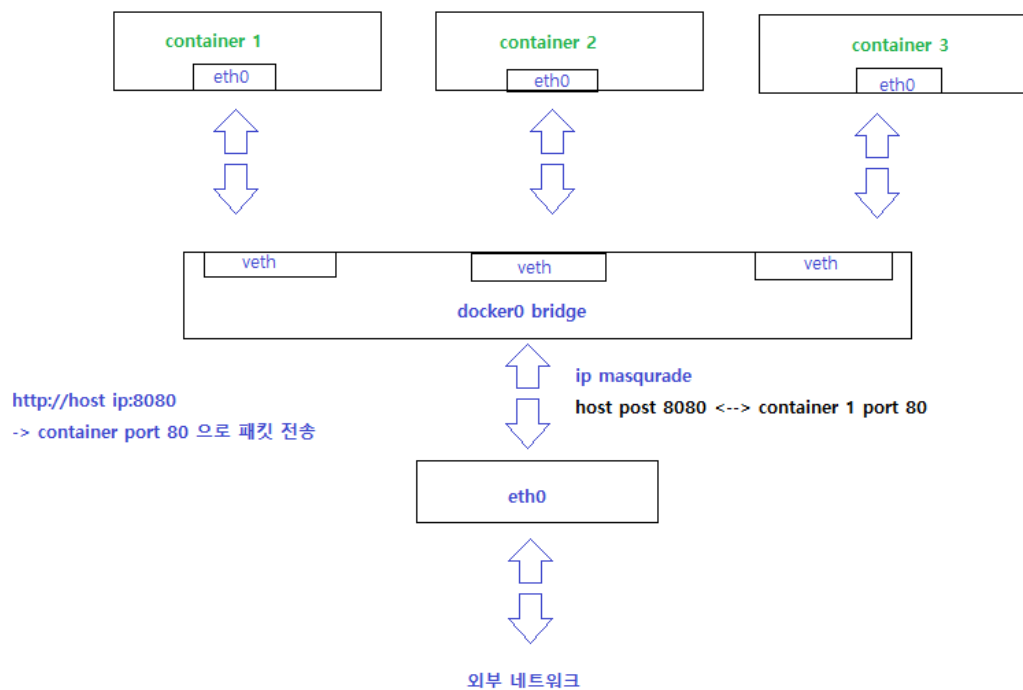 container 1
eth0
container 2
eth0
container 3
eth0
veth
veth
veth
docker0 bridge
http://host ip:8080
-> container port 80 으로 패킷 전송
ip masqurade
host post 8080 <--> container 1 port 80
eth0
외부 네트워크